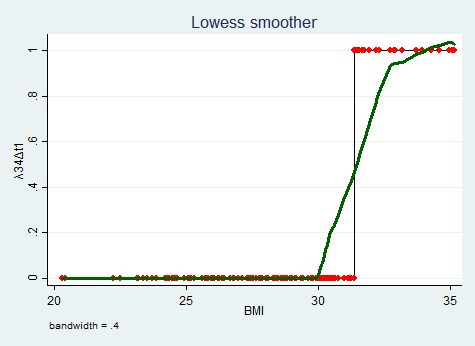 Lowess smoother
λ34Δt1
1
.8
.6
.4
.2
0
20 25 30 35
BMI
bandwidth = .4